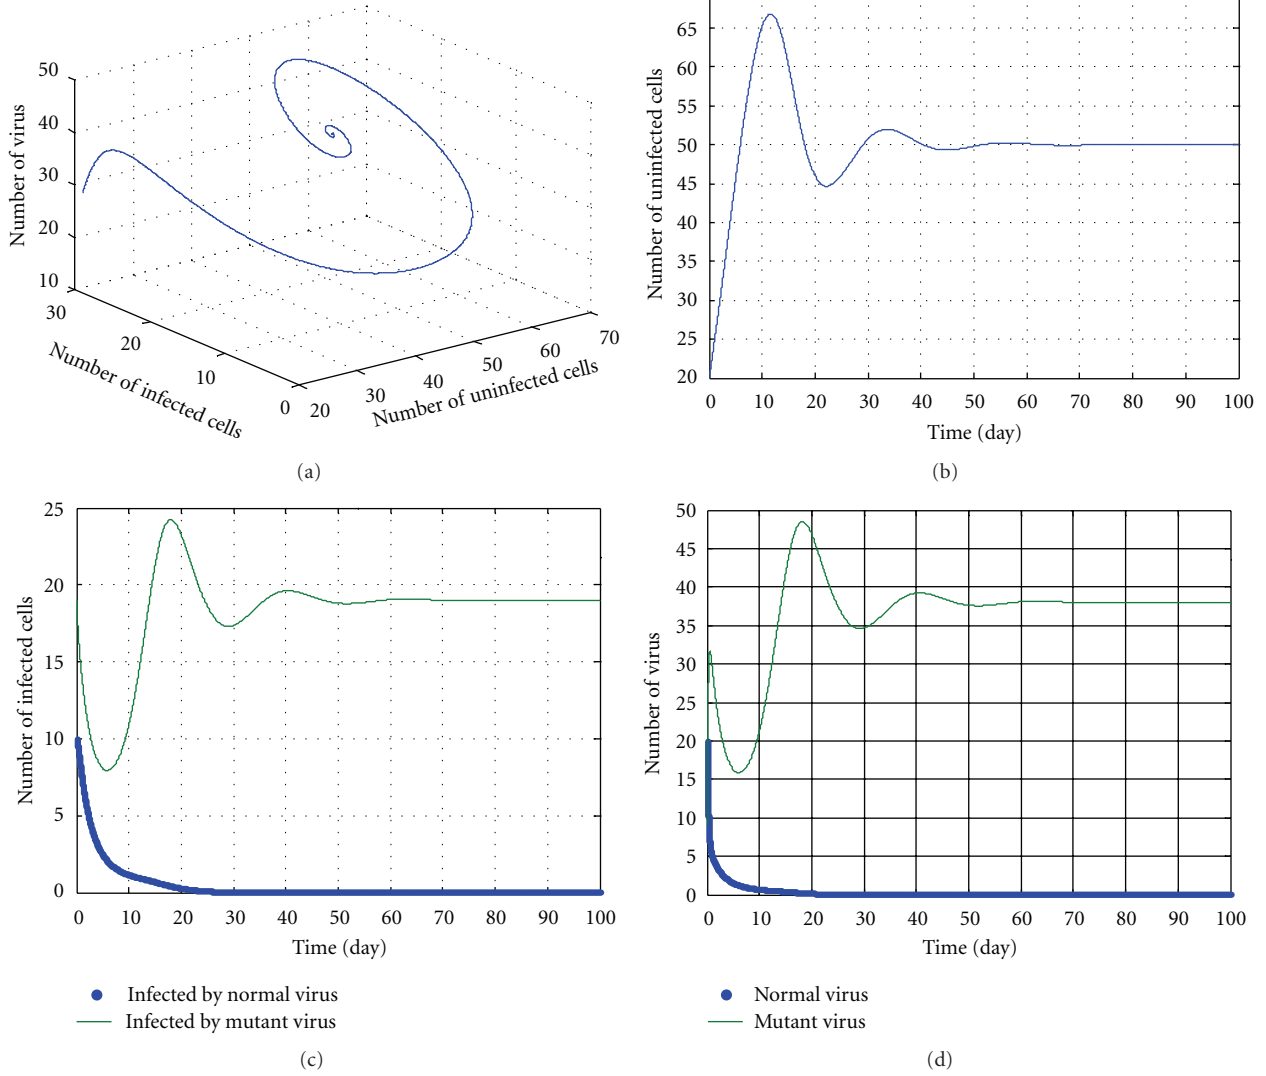 50
40
30
20
10
Number of virus
30
20
10
0
Number of infected cells
20
30
40
50
60
70
Number of uninfected cells
(a)
65
60
55
50
45
40
35
30
25
20
Number of uninfected cells
0 10 20 30 40 50 60 70 80 90 100
Time (day)
(b)
25
20
15
10
5
0
Number of infected cells
0 10 20 30 40 50 60 70 80 90 100
Time (day)
Infected by normal virus
Infected by mutant virus
(c)
50
45
40
35
30
25
20
15
10
5
0
Number of virus
0 10 20 30 40 50 60 70 80 90 100
Time (day)
Normal virus
Mutant virus
(d)